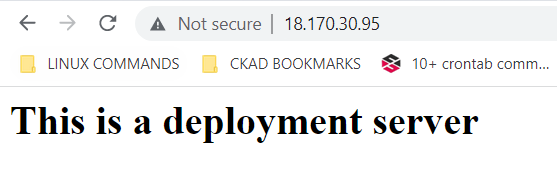 Not secure | 18.170.30.95
LINUX COMMANDS CKAD BOOKMARKS 10+ crontab comm...
This is a deployment server